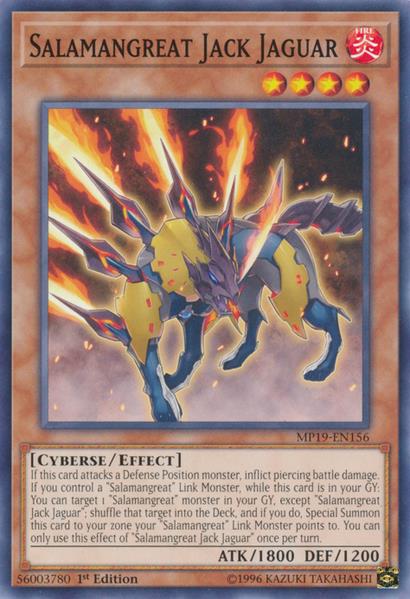 SALAMANGREAT JACK JAGUAR
FIRE
炎
MP19-EN156
[CYBERSE/EFFECT]
If this card attacks a Defense Position monster, inflict piercing battle damage.
If you control a "Salamangreat" Link Monster, while this card is in your GY:
You can target 1 "Salamangreat" monster in your GY, except "Salamangreat
Jack Jaguar"; shuffle that target into the Deck, and if you do, Special Summon
this card to your zone your "Salamangreat" Link Monster points to. You can
only use this effect of "Salamangreat Jack Jaguar" once per turn.
ATK/1800 DEF/1200
56003780 1st Edition ©1996 KAZUKI TAKAHASHI